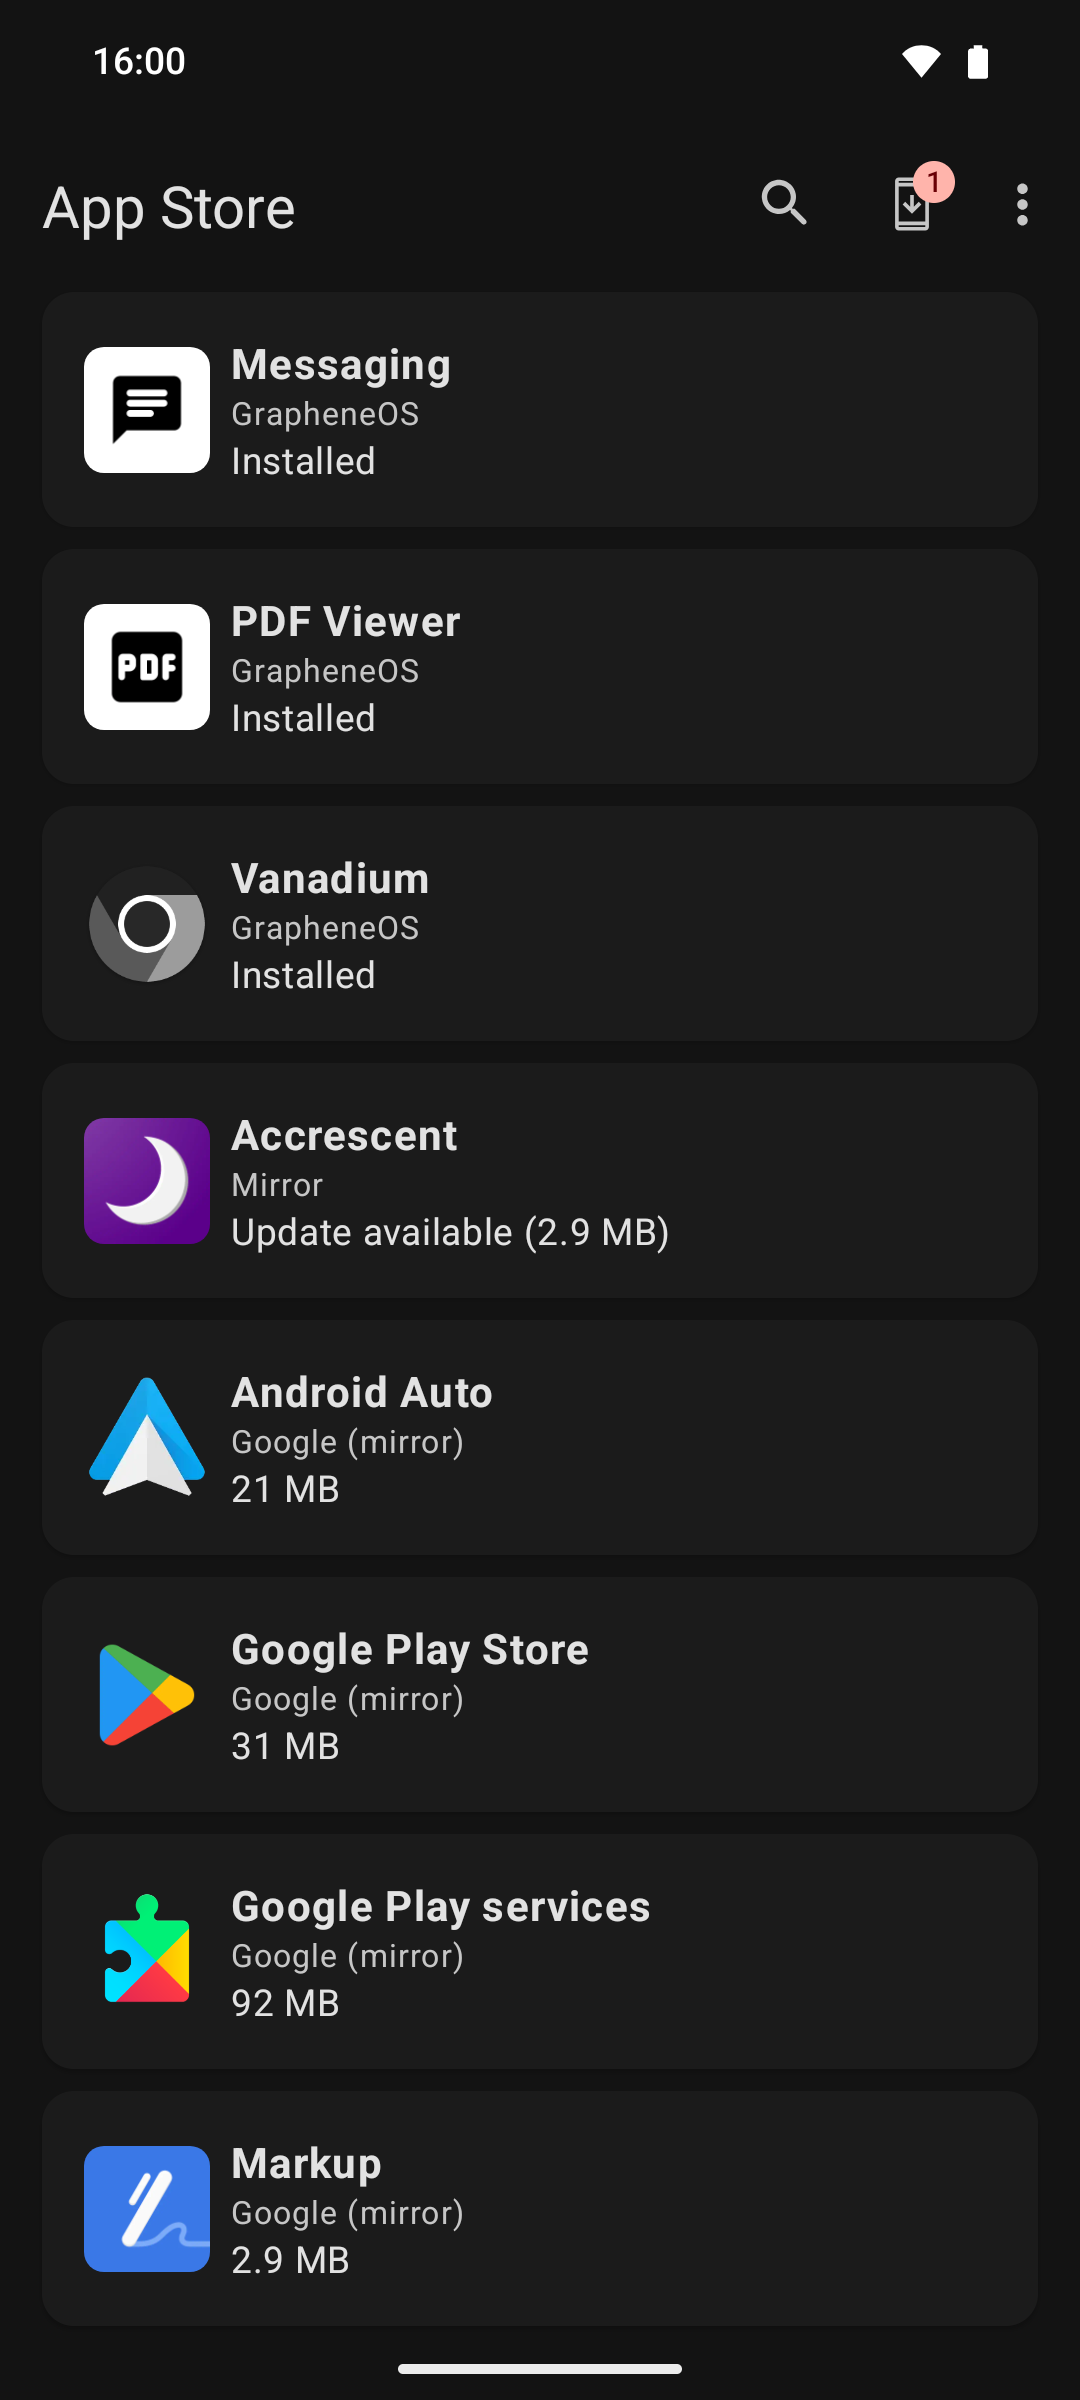 16:00
App Store
1
Messaging
GrapheneOS
Installed
PDF
PDF Viewer
GrapheneOS
Installed
Vanadium
GrapheneOS
Installed
Accrescent
Mirror
Update available (2.9 MB)
Android Auto
Google (mirror)
21 MB
Google Play Store
Google (mirror)
31 MB
Google Play services
Google (mirror)
92 MB
Markup
Google (mirror)
2.9 MB